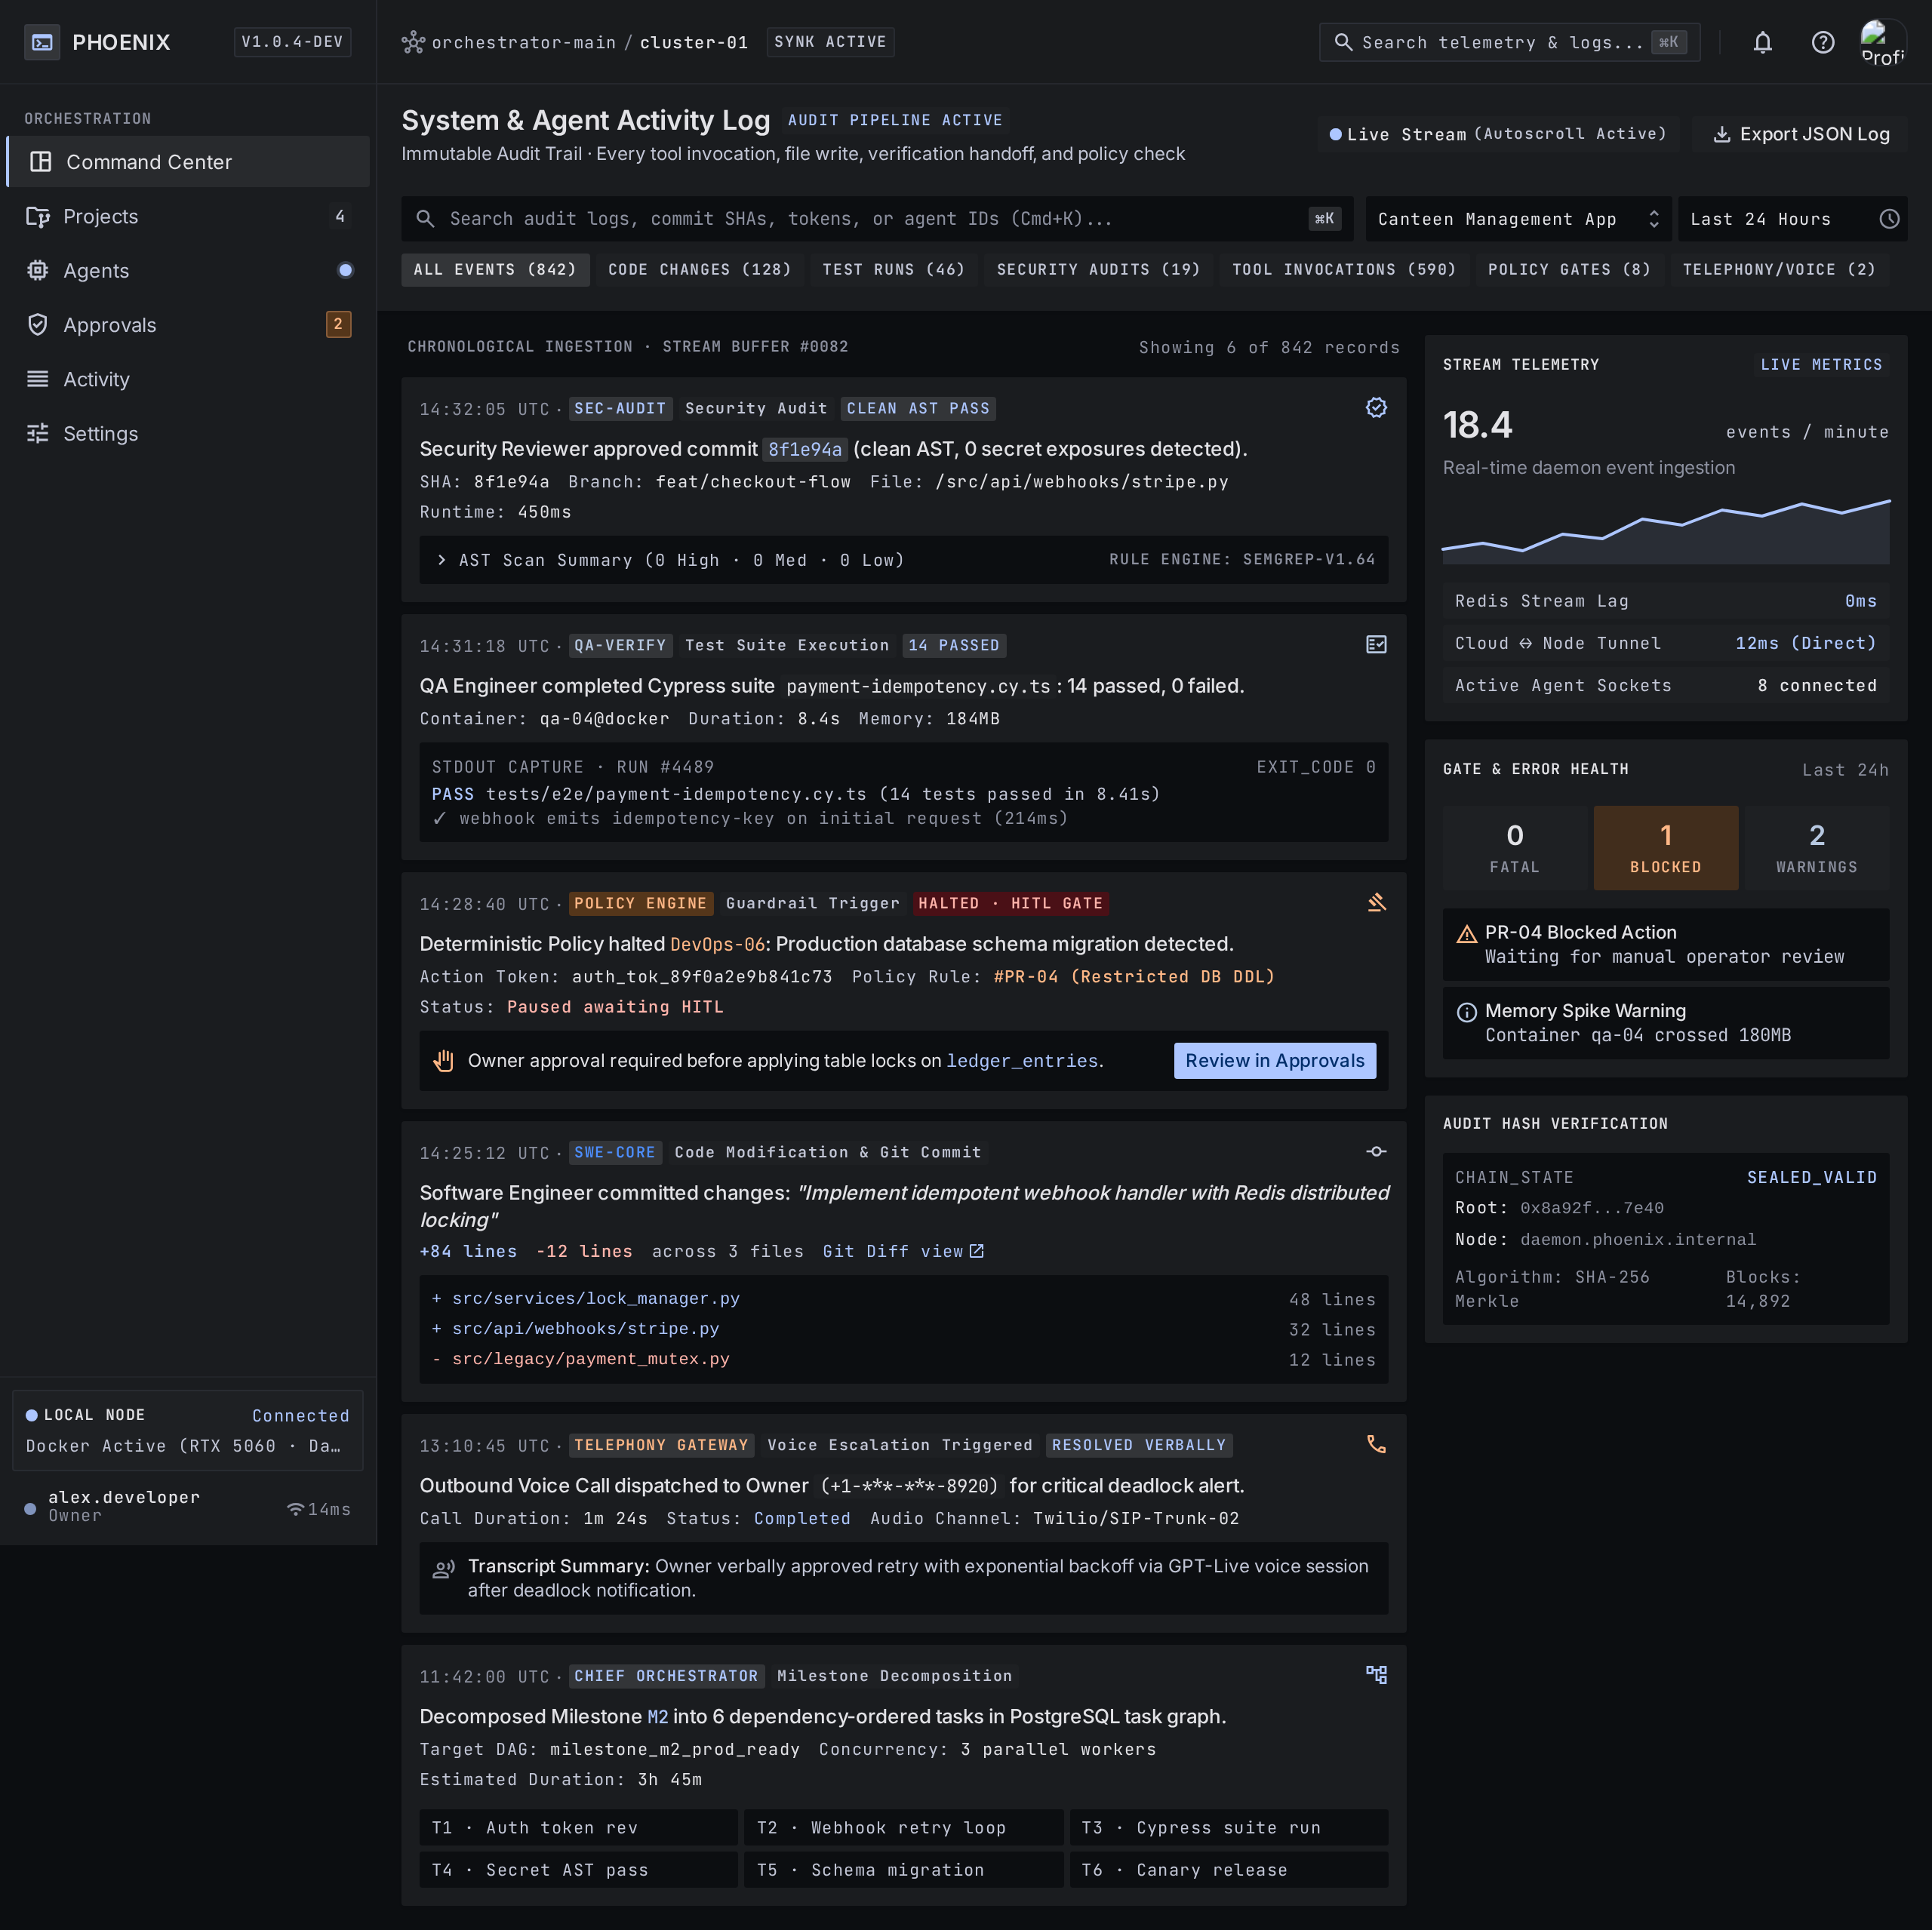 PHOENIX
V1.0.4-DEV
orchestrator-main / cluster-01
SYNK ACTIVE
Search telemetry & logs...
⌘K
Profi
ORCHESTRATION
Command Center
Projects
4
Agents
Approvals
2
Activity
Settings
LOCAL NODE
Connected
Docker Active (RTX 5060 · Da…
alex.developer
Owner
14ms
System & Agent Activity Log
AUDIT PIPELINE ACTIVE
Immutable Audit Trail · Every tool invocation, file write, verification handoff, and policy check
Live Stream (Autoscroll Active)
Export JSON Log
Search audit logs, commit SHAs, tokens, or agent IDs (Cmd+K)...
⌘K
Canteen Management App
Last 24 Hours
ALL EVENTS (842)
CODE CHANGES (128)
TEST RUNS (46)
SECURITY AUDITS (19)
TOOL INVOCATIONS (590)
POLICY GATES (8)
TELEPHONY/VOICE (2)
CHRONOLOGICAL INGESTION · STREAM BUFFER #0082
Showing 6 of 842 records
14:32:05 UTC · SEC-AUDIT Security Audit CLEAN AST PASS
Security Reviewer approved commit 8f1e94a (clean AST, 0 secret exposures detected).
SHA: 8f1e94a Branch: feat/checkout-flow File: /src/api/webhooks/stripe.py
Runtime: 450ms
AST Scan Summary (0 High · 0 Med · 0 Low)
RULE ENGINE: SEMGREP-V1.64
14:31:18 UTC · QA-VERIFY Test Suite Execution 14 PASSED
QA Engineer completed Cypress suite payment-idempotency.cy.ts : 14 passed, 0 failed.
Container: qa-04@docker Duration: 8.4s Memory: 184MB
STDOUT CAPTURE · RUN #4489
EXIT_CODE 0
PASS tests/e2e/payment-idempotency.cy.ts (14 tests passed in 8.41s)
✓ webhook emits idempotency-key on initial request (214ms)
14:28:40 UTC · POLICY ENGINE Guardrail Trigger HALTED · HITL GATE
Deterministic Policy halted DevOps-06: Production database schema migration detected.
Action Token: auth_tok_89f0a2e9b841c73 Policy Rule: #PR-04 (Restricted DB DDL)
Status: Paused awaiting HITL
Owner approval required before applying table locks on ledger_entries.
Review in Approvals
14:25:12 UTC · SWE-CORE Code Modification & Git Commit
Software Engineer committed changes: "Implement idempotent webhook handler with Redis distributed
locking"
+84 lines -12 lines across 3 files Git Diff view
+ src/services/lock_manager.py
48 lines
+ src/api/webhooks/stripe.py
32 lines
- src/legacy/payment_mutex.py
12 lines
13:10:45 UTC · TELEPHONY GATEWAY Voice Escalation Triggered RESOLVED VERBALLY
Outbound Voice Call dispatched to Owner (+1-***-***-8920) for critical deadlock alert.
Call Duration: 1m 24s Status: Completed Audio Channel: Twilio/SIP-Trunk-02
Transcript Summary: Owner verbally approved retry with exponential backoff via GPT-Live voice session
after deadlock notification.
11:42:00 UTC · CHIEF ORCHESTRATOR Milestone Decomposition
Decomposed Milestone M2 into 6 dependency-ordered tasks in PostgreSQL task graph.
Target DAG: milestone_m2_prod_ready Concurrency: 3 parallel workers
Estimated Duration: 3h 45m
T1 · Auth token rev
T2 · Webhook retry loop
T3 · Cypress suite run
T4 · Secret AST pass
T5 · Schema migration
T6 · Canary release
STREAM TELEMETRY
LIVE METRICS
18.4
events / minute
Real-time daemon event ingestion
Redis Stream Lag
0ms
Cloud ↔ Node Tunnel
12ms (Direct)
Active Agent Sockets
8 connected
GATE & ERROR HEALTH
Last 24h
0
FATAL
1
BLOCKED
2
WARNINGS
PR-04 Blocked Action
Waiting for manual operator review
Memory Spike Warning
Container qa-04 crossed 180MB
AUDIT HASH VERIFICATION
CHAIN_STATE
SEALED_VALID
Root: 0x8a92f...7e40
Node: daemon.phoenix.internal
Algorithm: SHA-256
Merkle
Blocks:
14,892